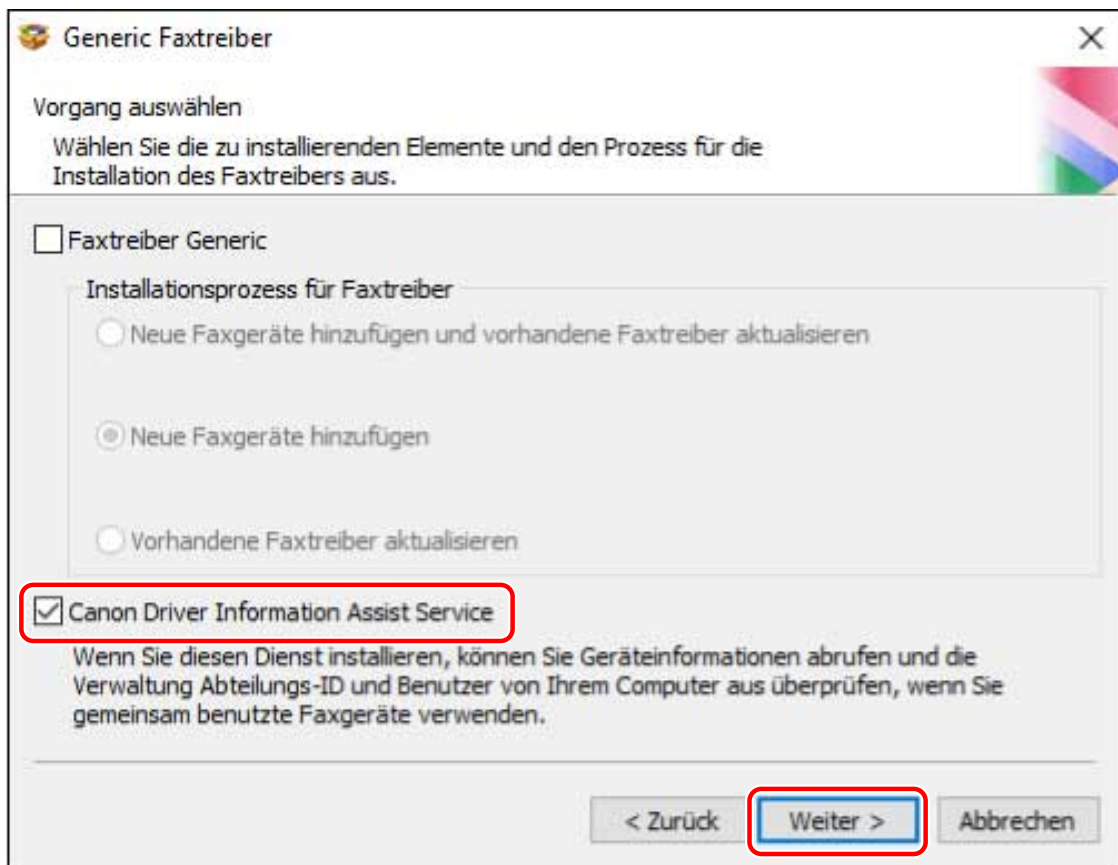 Generic Faxtreiber
Vorgang auswählen
Wählen Sie die zu installierenden Elemente und den Prozess für die
Installation des Faxtreibers aus.
Faxtreiber Generic
Installationsprozess für Faxtreiber
Neue Faxgeräte hinzufügen und vorhandene Faxtreiber aktualisieren
Neue Faxgeräte hinzufügen
Vorhandene Faxtreiber aktualisieren
Canon Driver Information Assist Service
Wenn Sie diesen Dienst installieren, können Sie Geräteinformationen abrufen und die
Verwaltung Abteilungs-ID und Benutzer von Ihrem Computer aus überprüfen, wenn Sie
gemeinsam benutzte Faxgeräte verwenden.
< Zurück Weiter > Abbrechen